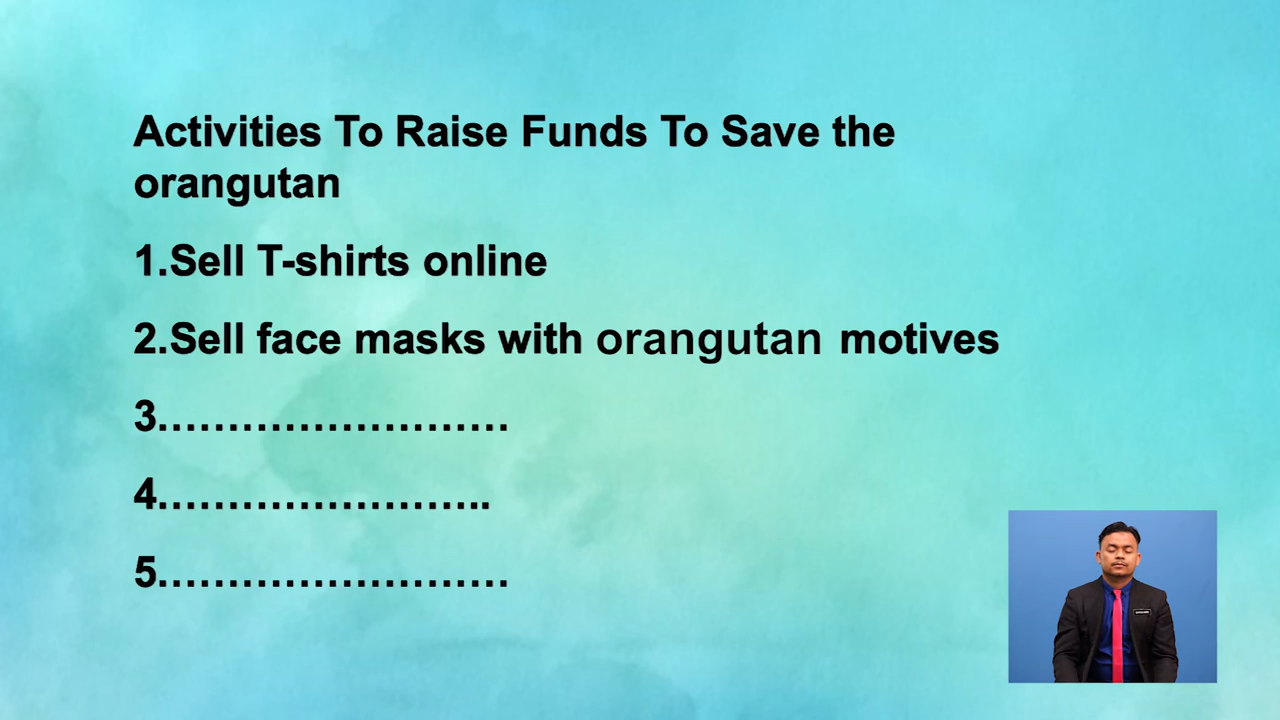 Activities To Raise Funds To Save the
orangutan
1.Sell T-shirts online
2.Sell face masks with orangutan motives
3.……………………
4.…………………..
5.……………………